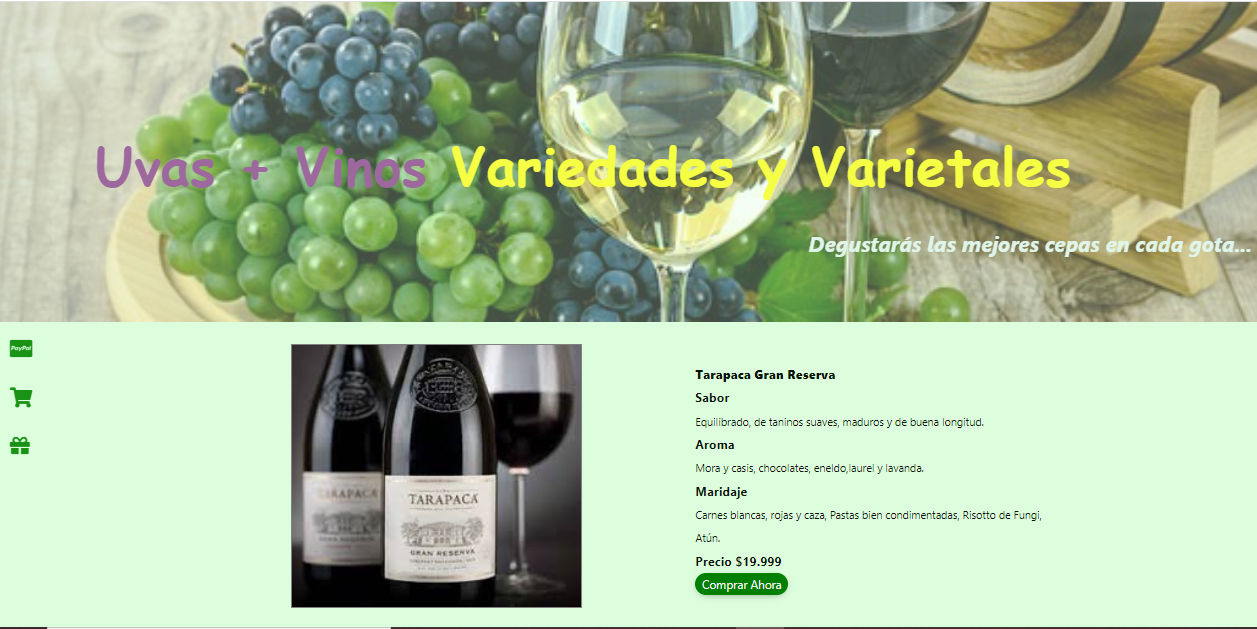 Uvas + Vinos Variedades y Varietales
Degustarás las mejores cepas en cada gota...
PayPal
TARAPACA
TARAPACA
GRAN RESERVA
Tarapaca Gran Reserva
Sabor
Equilibrado, de taninos suaves, maduros y de buena longitud.
Aroma
Mora y casis, chocolates, eneldo,laurel y lavanda.
Maridaje
Carnes blancas, rojas y caza, Pastas bien condimentadas, Risotto de Fungi,
Atún.
Precio $19.999
Comprar Ahora